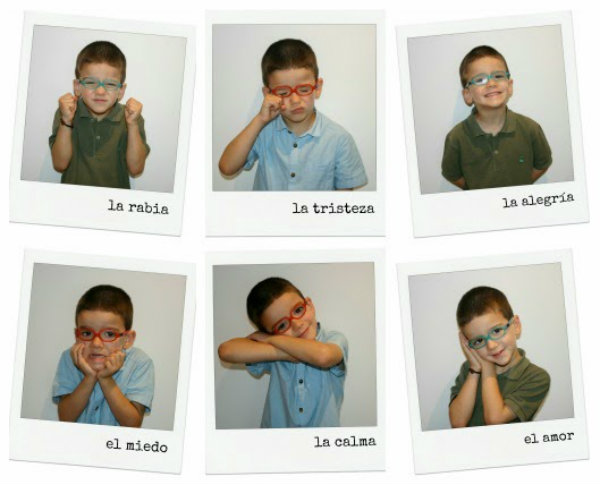 la rabia
la tristeza
la alegría
el miedo
la calma
el amor